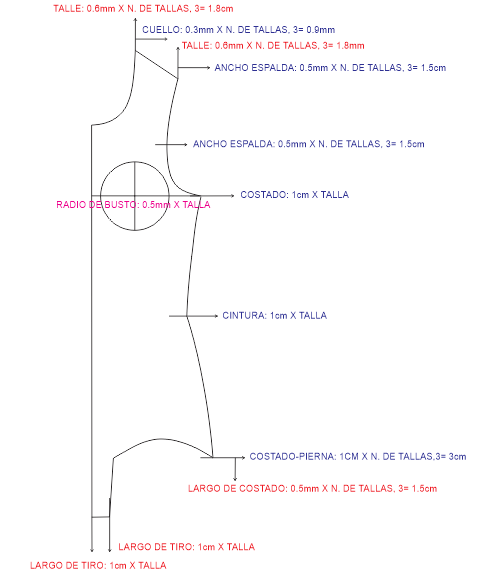 TALLE: 0.6mm X N. DE TALLAS, 3= 1.8cm
CUELLO: 0.3mm X N. DE TALLAS, 3= 0.9mm
TALLE: 0.6mm X N. DE TALLAS, 3= 1.8mm
ANCHO ESPALDA: 0.5mm X N. DE TALLAS, 3= 1.5cm
ANCHO ESPALDA: 0.5mm X N. DE TALLAS, 3= 1.5cm
COSTADO: 1cm X TALLA
RADIO DE BUSTO: 0.5mm X TALLA
CINTURA: 1cm X TALLA
COSTADO-PIERNA: 1CM X N. DE TALLAS,3= 3cm
LARGO DE COSTADO: 0.5mm X N. DE TALLAS, 3= 1.5cm
LARGO DE TIRO: 1cm X TALLA
LARGO DE TIRO: 1cm X TALLA